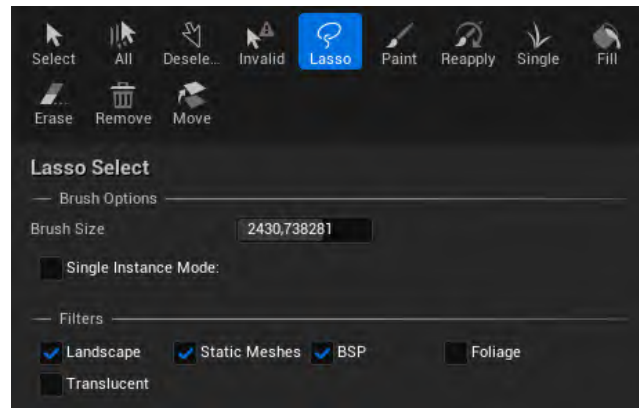 Select All Desele... Invalid Lasso Paint Reapply Single Fill
Erase Remove Move
Lasso Select
Brush Options
Brush Size 2430,738281
Single Instance Mode:
Filters
Landscape Static Meshes BSP Foliage
Translucent